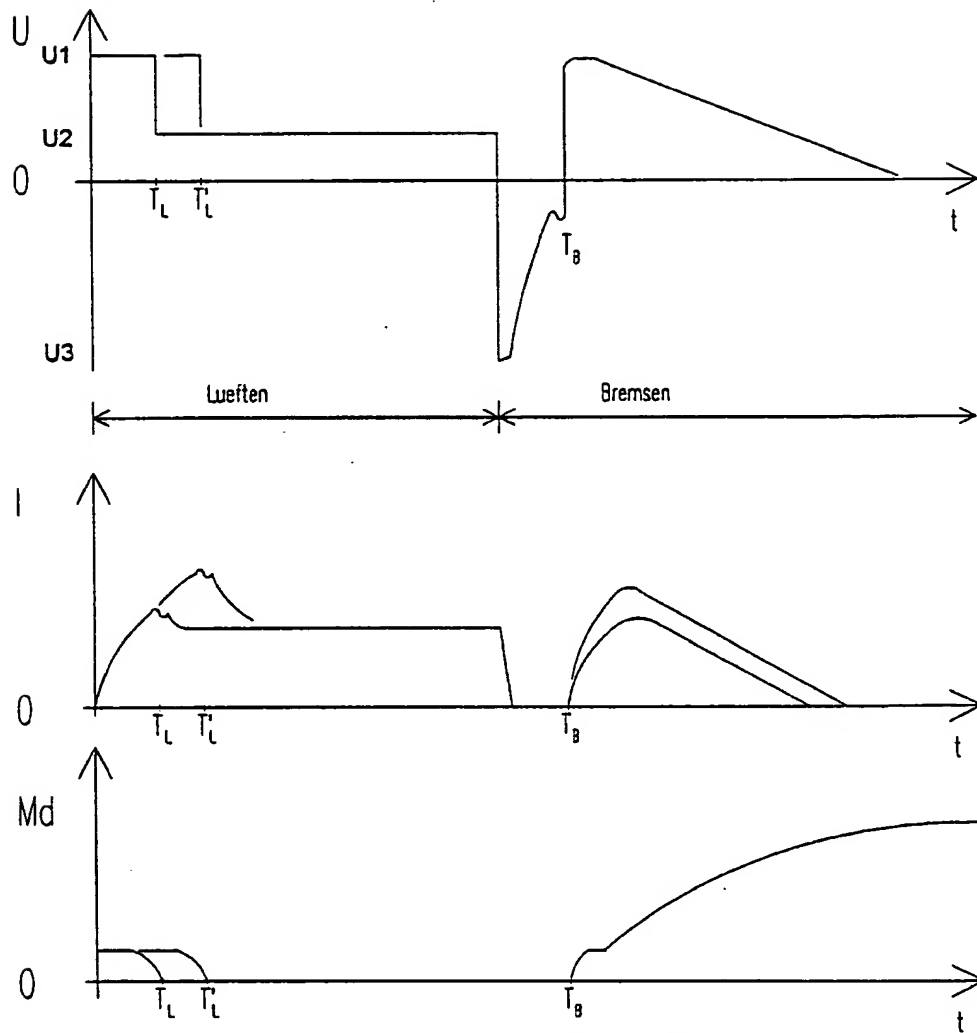 U
U1
U2
0
T_L T'_L
T_B
t
U3
Lueften Bremsen
I
0
T_L T'_L T_B
t
Md
0
T_L T'_L T_B
t